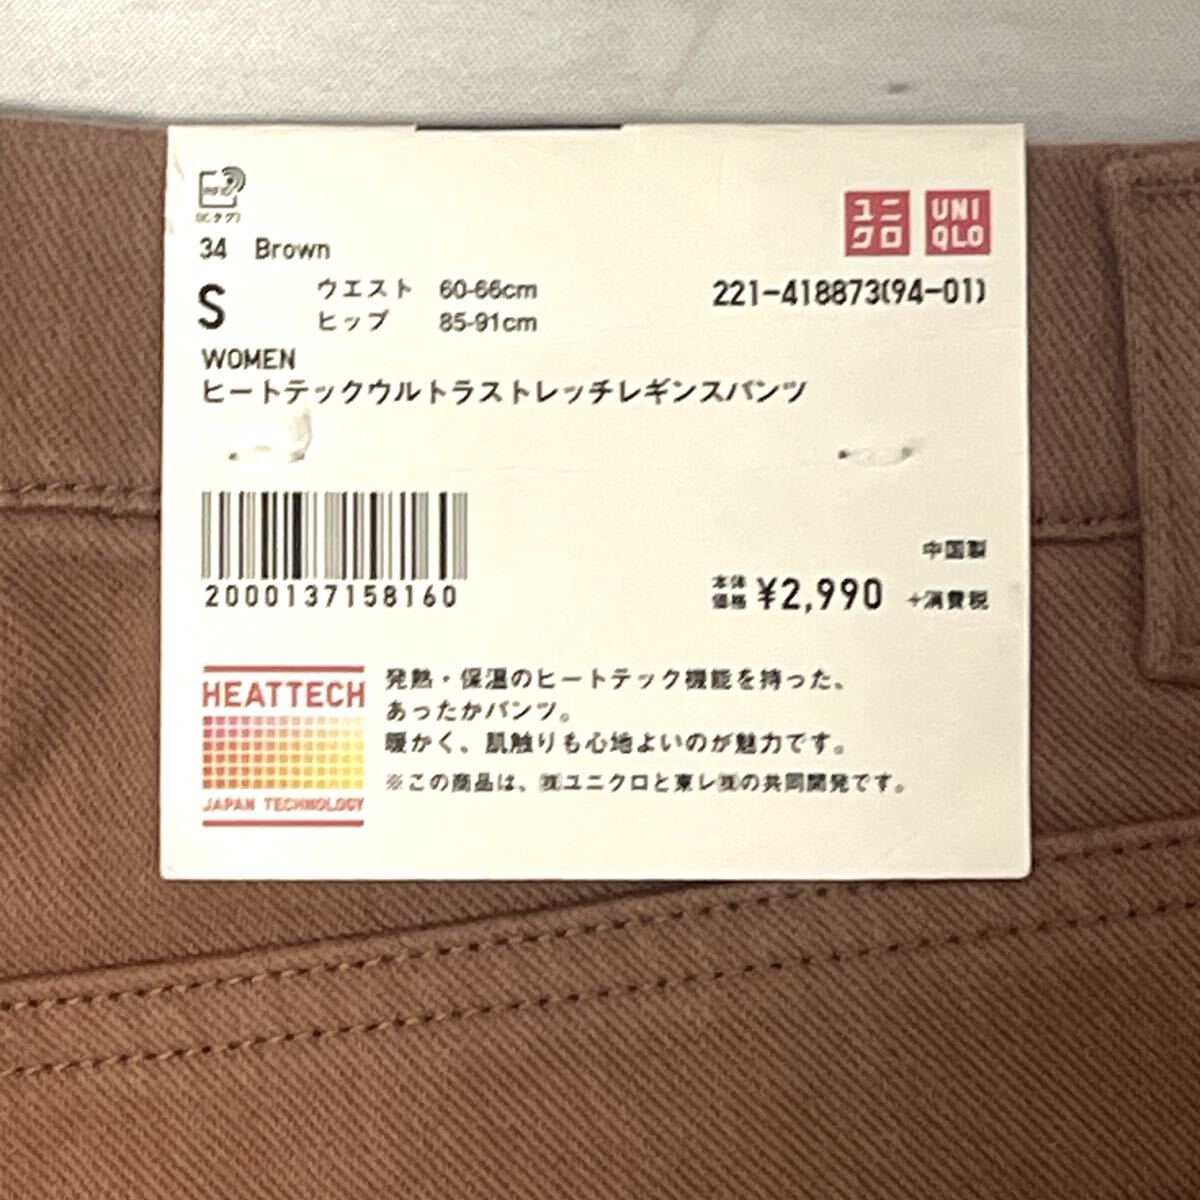 RFID
(ICタグ)
ユニ
クロ
UNI
QLO
34 Brown
S
ウエスト 60-66cm
ヒップ 85-91cm
221-418873(94-01)
WOMEN
ヒートテックウルトラストレッチレギンスパンツ
2000137158160
中国製
本体
価格 ¥2,990 +消費税
HEATTECH
JAPAN TECHNOLOGY
発熱・保温のヒートテック機能を持った、
あったかパンツ。
暖かく、肌触りも心地よいのが魅力です。
※この商品は、㈱ユニクロと東レ㈱の共同開発です。